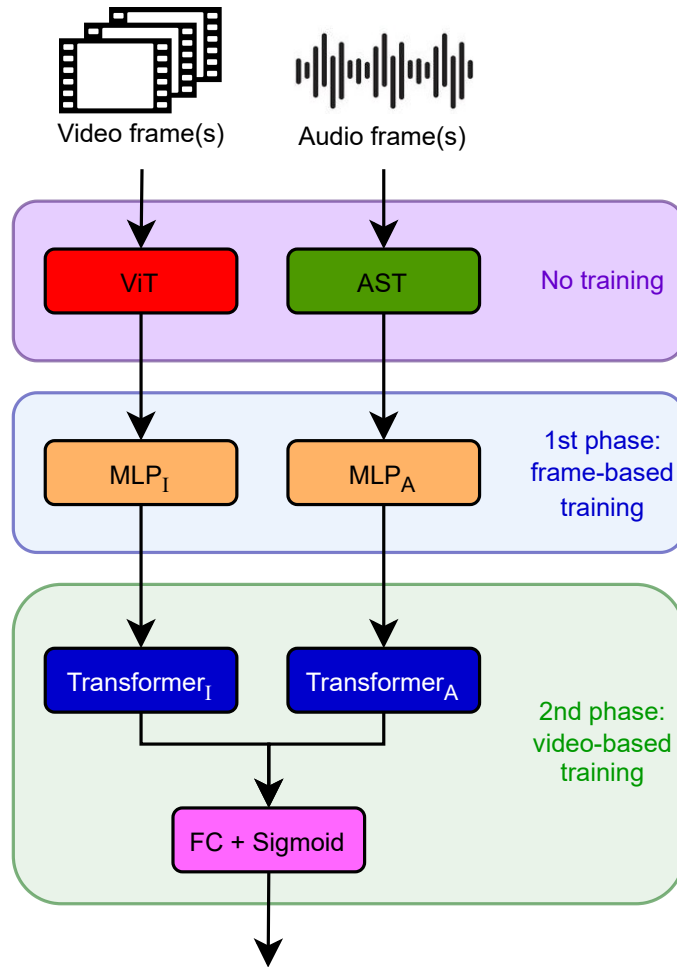 Video frame(s)
Audio frame(s)
ViT
AST
No training
MLP_I
MLP_A
1st phase:
frame-based
training
Transformer_I
Transformer_A
2nd phase:
video-based
training
FC + Sigmoid